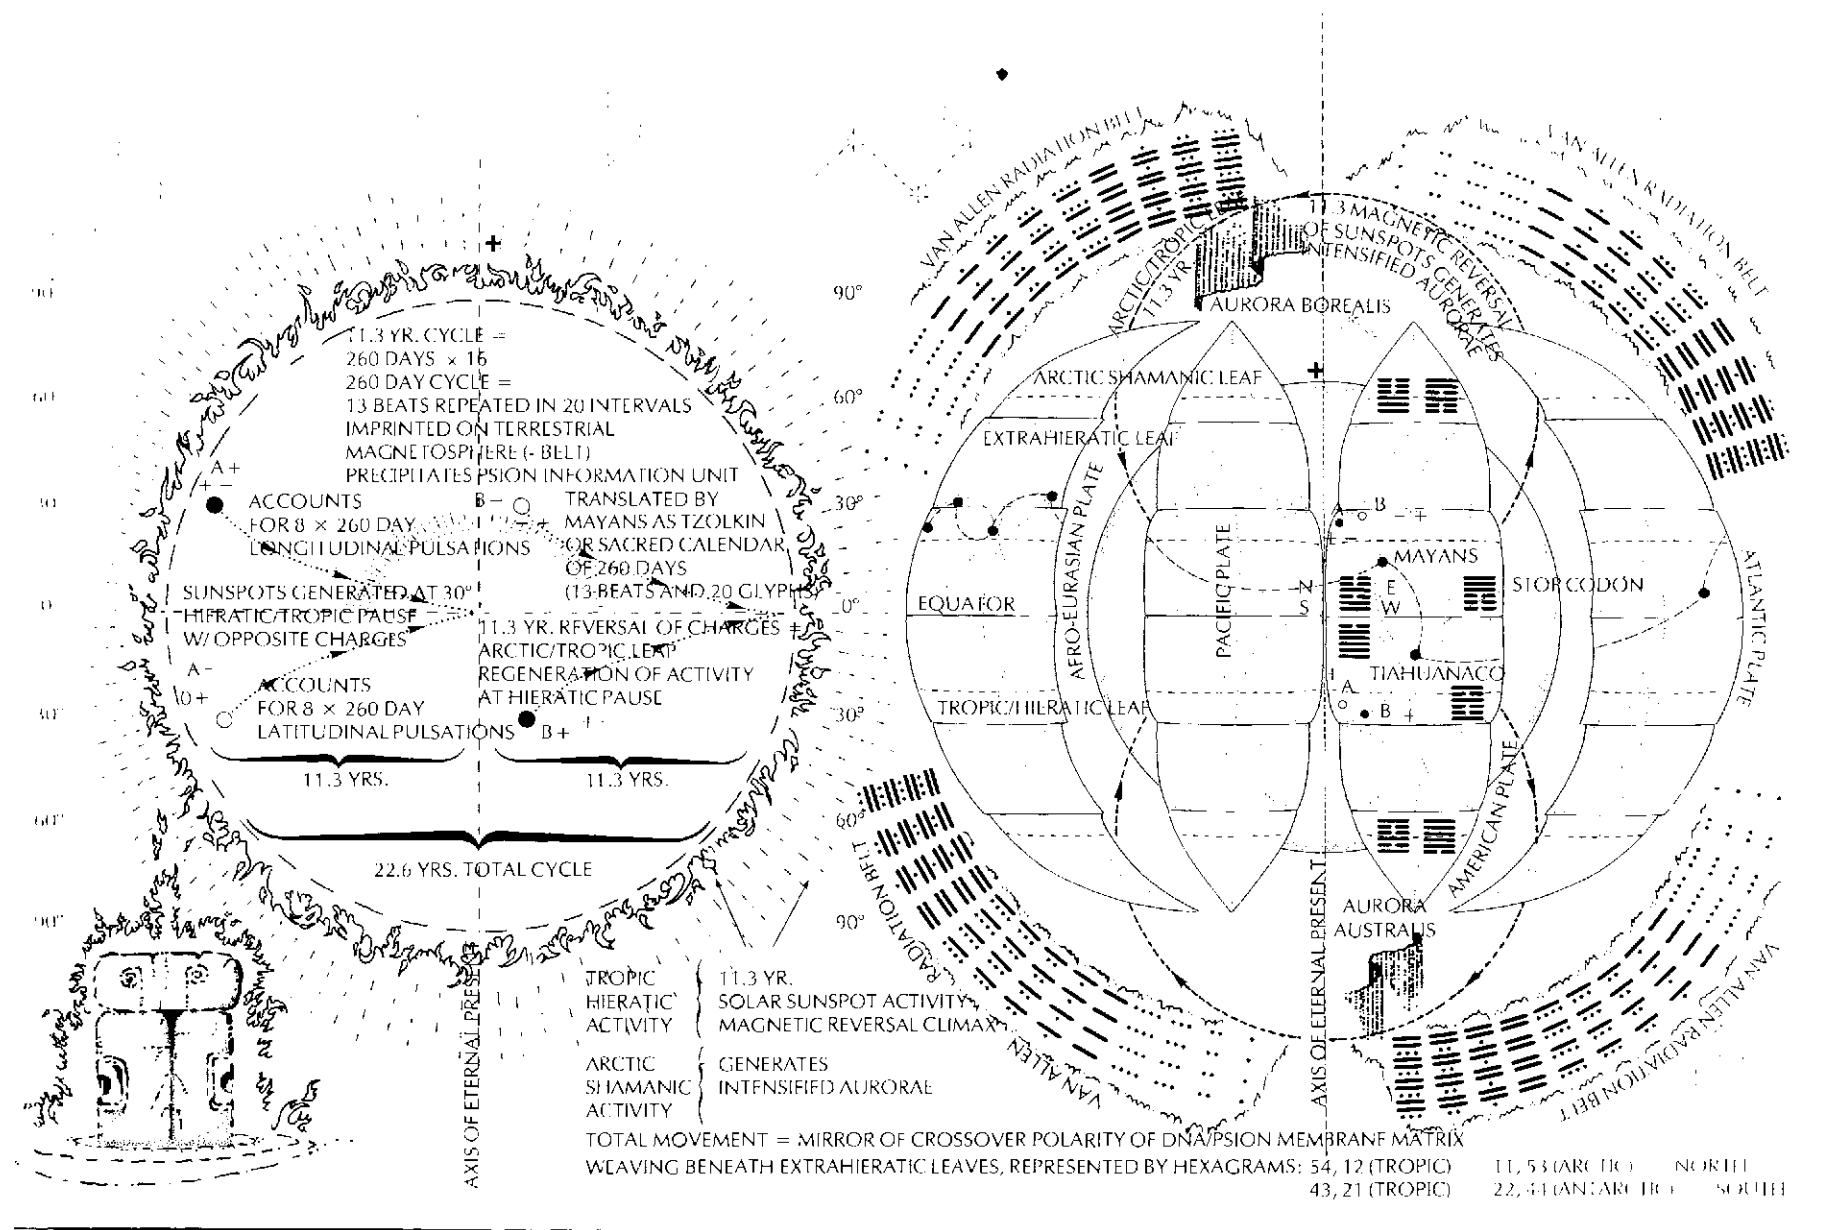 11.3 YR. CYCLE =
260 DAYS × 16
260 DAY CYCLE =
13 BEATS REPEATED IN 20 INTERVALS
IMPRINTED ON TERRESTRIAL
MAGNETOSPHERE (- BELT)
PRECIPITATES PSION INFORMATION UNIT
A +
+ −
ACCOUNTS
FOR 8 × 260 DAY
LONGITUDINAL PULSATIONS
B −
− +
TRANSLATED BY
MAYANS AS TZOLKIN
OR SACRED CALENDAR
OF 260 DAYS
(13 BEATS AND 20 GLYPHS)
SUNSPOTS GENERATED AT 30°
HIERATIC/TROPIC PAUSE
W/ OPPOSITE CHARGES
11.3 YR. REVERSAL OF CHARGES +
ARCTIC/TROPIC LEAP
REGENERATION OF ACTIVITY
AT HIERATIC PAUSE
A −
ACCOUNTS
FOR 8 × 260 DAY
LATITUDINAL PULSATIONS
B +
11.3 YRS.
11.3 YRS.
22.6 YRS. TOTAL CYCLE
AXIS OF ETERNAL PRESENT
90°
60°
30°
0°
30°
60°
90°
TROPIC
HIERATIC
ACTIVITY
11.3 YR.
SOLAR SUNSPOT ACTIVITY
MAGNETIC REVERSAL CLIMAX
ARCTIC
SHAMANIC
ACTIVITY
GENERATES
INTENSIFIED AURORAE
VAN ALLEN RADIATION BELT
VAN ALLEN RADIATION BELT
ARCTIC/TROPIC LEAP
11.3 YR.
11.3 MAGNETIC REVERSAL
OF SUNSPOTS GENERATES
INTENSIFIED AURORAE
AURORA BOREALIS
ARCTIC SHAMANIC LEAF
EXTRAHIERATIC LEAF
AFRO-EURASIAN PLATE
PACIFIC PLATE
A
B
− +
+ −
MAYANS
N
S
E
W
STOP CODON
EQUATOR
ATLANTIC PLATE
TIAHUANACO
A
B +
TROPIC/HIERATIC LEAF
AMERICAN PLATE
AURORA
AUSTRALIS
AXIS OF ETERNAL PRESENT
VAN ALLEN
RADIATION BELT
VAN ALLEN RADIATION BELT
TOTAL MOVEMENT = MIRROR OF CROSSOVER POLARITY OF DNA/PSION MEMBRANE MATRIX
WEAVING BENEATH EXTRAHIERATIC LEAVES, REPRESENTED BY HEXAGRAMS: 54, 12 (TROPIC) 11, 53 (ARCTIC) NORTH
43, 21 (TROPIC) 22, 44 (ANTARCTIC) SOUTH